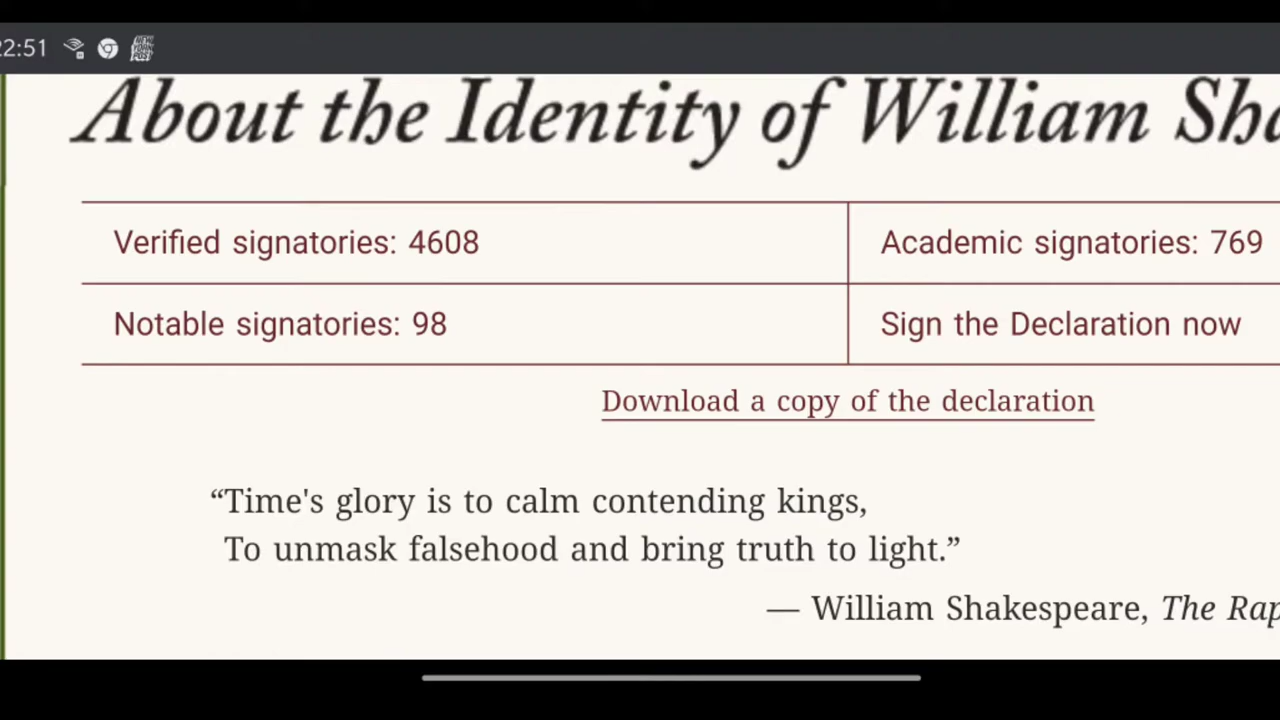 22:51
About the Identity of William Sha
Verified signatories: 4608
Academic signatories: 769
Notable signatories: 98
Sign the Declaration now
Download a copy of the declaration
“Time's glory is to calm contending kings,
To unmask falsehood and bring truth to light.”
— William Shakespeare, The Rap